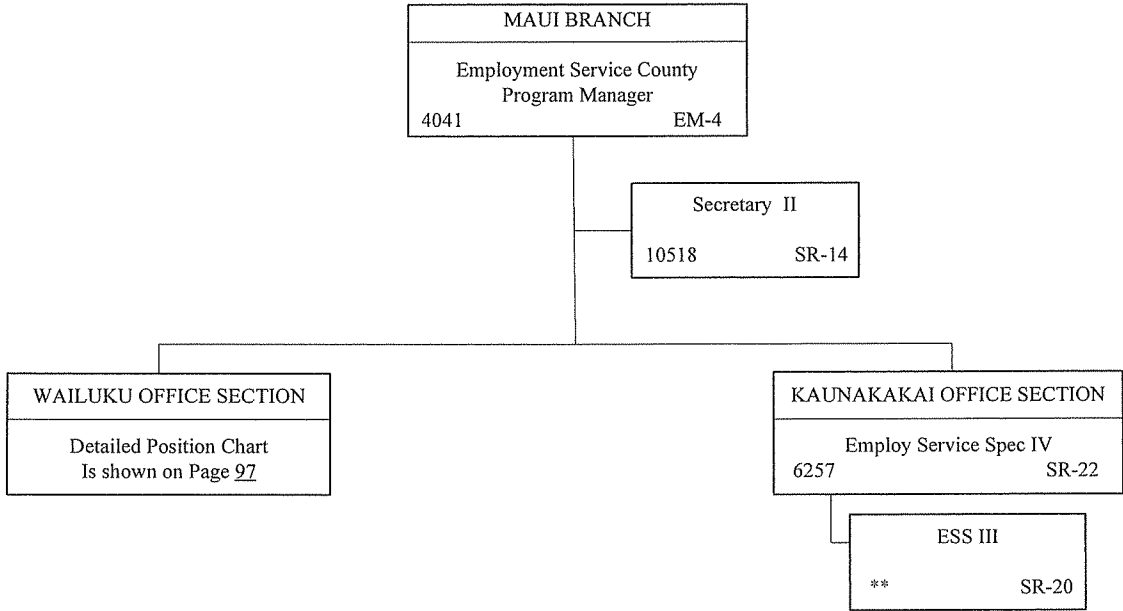 MAUI BRANCH
Employment Service County
Program Manager
4041 EM-4
Secretary II
10518 SR-14
WAILUKU OFFICE SECTION
Detailed Position Chart
Is shown on Page 97
KAUNAKAKAI OFFICE SECTION
Employ Service Spec IV
6257 SR-22
ESS III
** SR-20